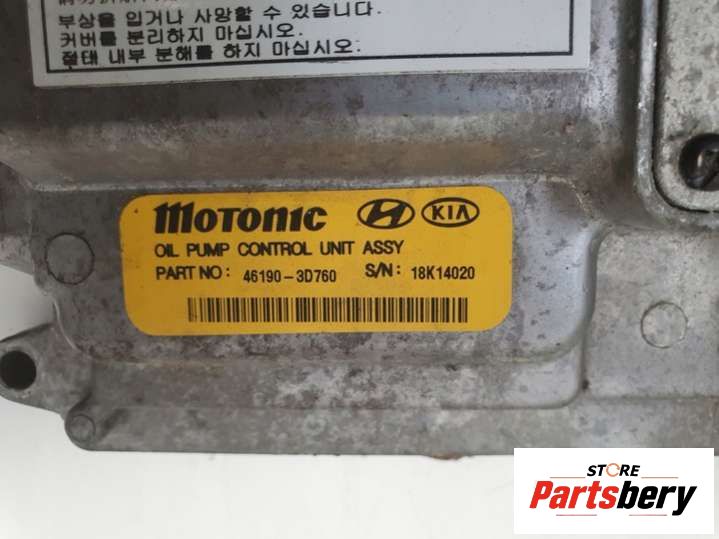 부상을 입거나 사망할 수 있습니다.
커버를 분리하지 마십시오.
절대 내부 분해를 하지 마십시오.
MOTONIC KIA
OIL PUMP CONTROL UNIT ASSY
PART NO: 46190-3D760 S/N: 18K14020
STORE
Partsbery